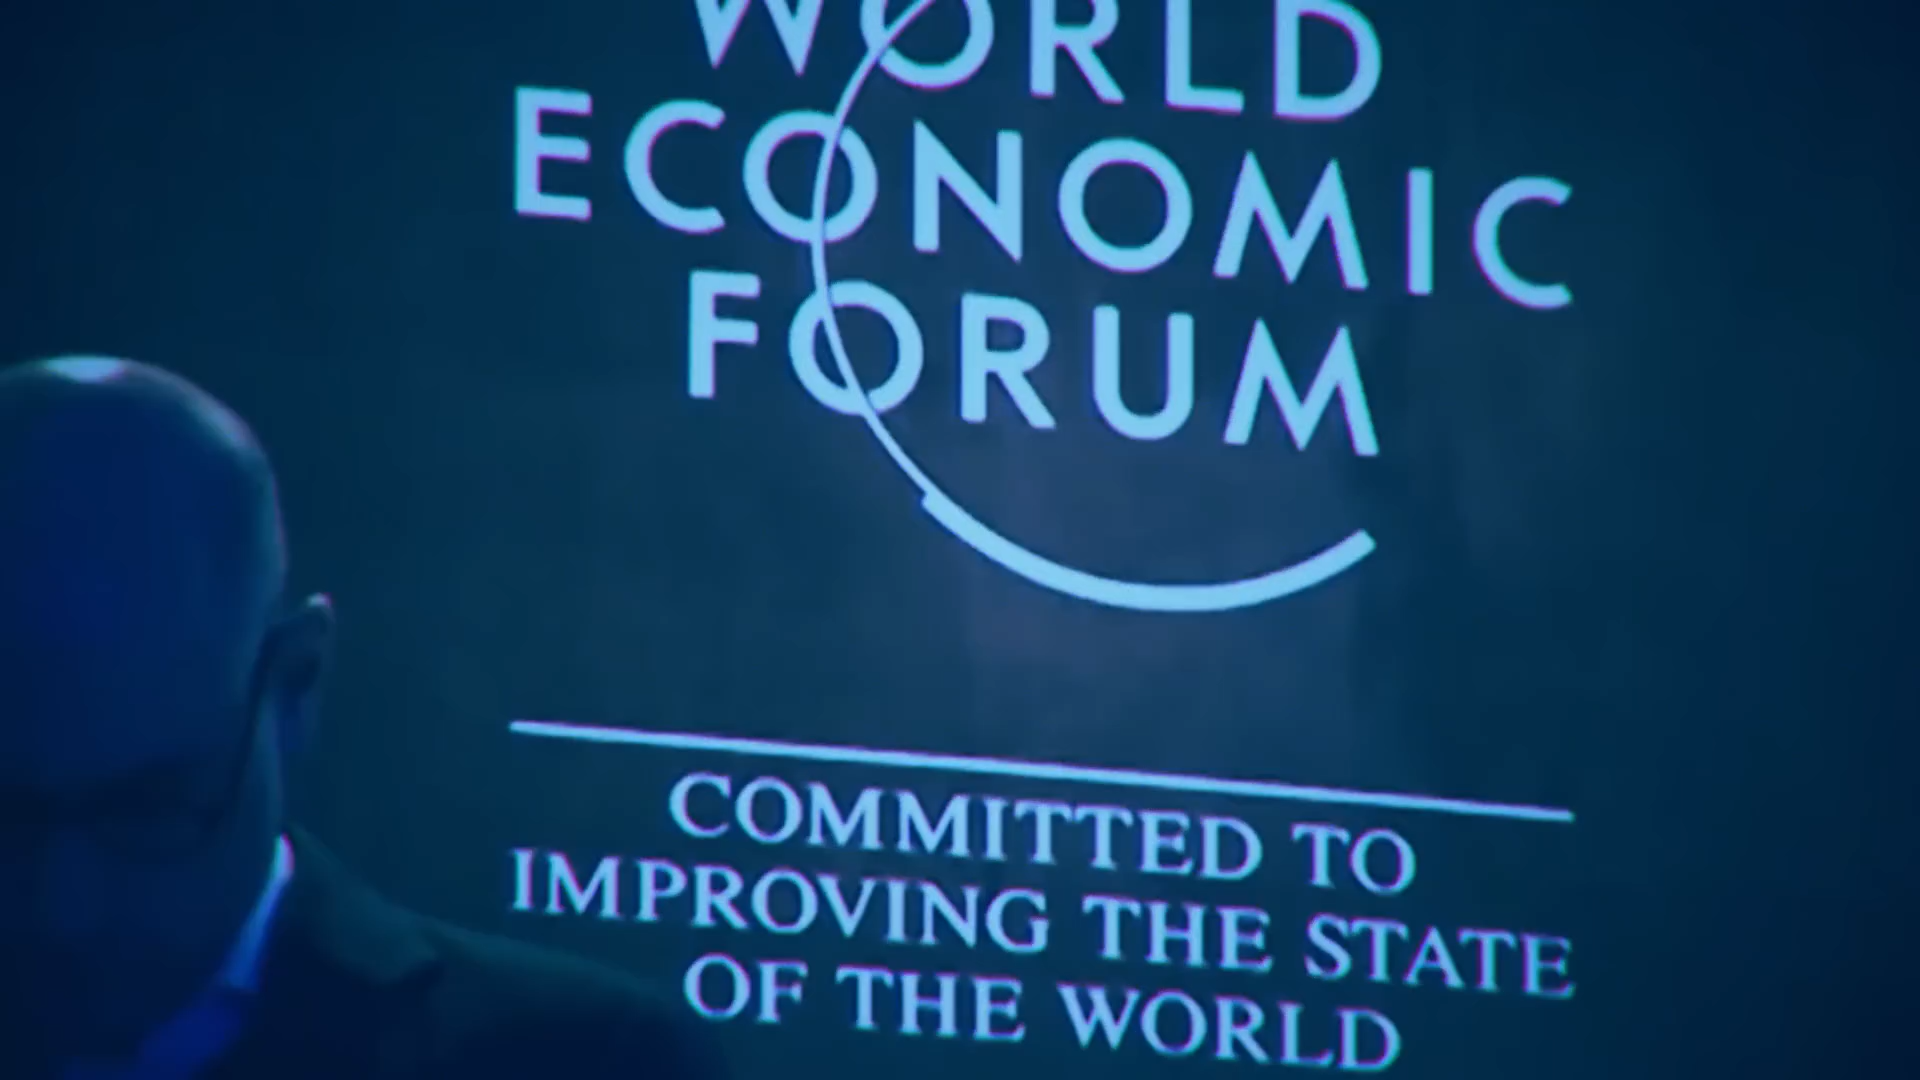 WORLD
ECONOMIC
FORUM
COMMITTED TO
IMPROVING THE STATE
OF THE WORLD